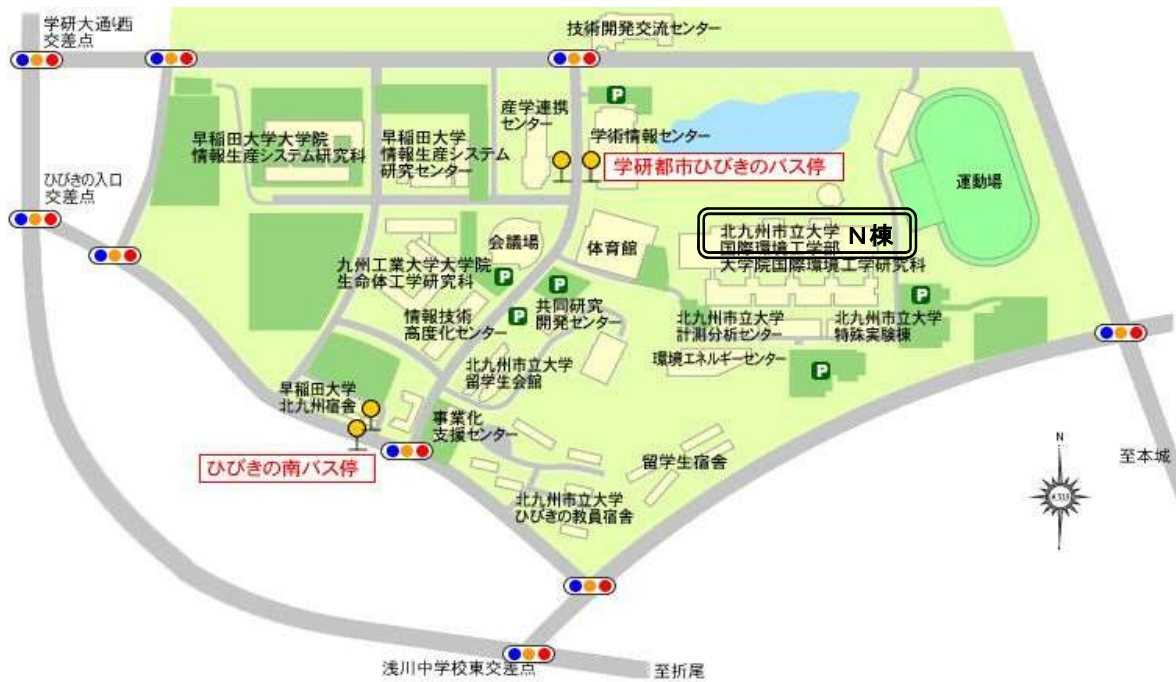 学研大通り西
交差点
技術開発交流センター
P
産学連携
センター
学術情報センター
早稲田大学大学院
情報生産システム研究科
早稲田大学
情報生産システム
研究センター
学研都市ひびきのバス停
運動場
ひびきの入口
交差点
会議場
体育館
北九州市立大学
国際環境工学部
大学院国際環境工学研究科
N棟
九州工業大学大学院
生命体工学研究科
P
P
P
P
情報技術
高度化センター
共同研究
開発センター
北九州市立大学
計測分析センター
北九州市立大学
特殊実験棟
環境エネルギーセンター
P
北九州市立大学
留学生会館
早稲田大学
北九州宿舎
事業化
支援センター
ひびきの南バス停
留学生宿舎
北九州市立大学
ひびきの教員宿舎
N
至本城
浅川中学校東交差点
至折尾